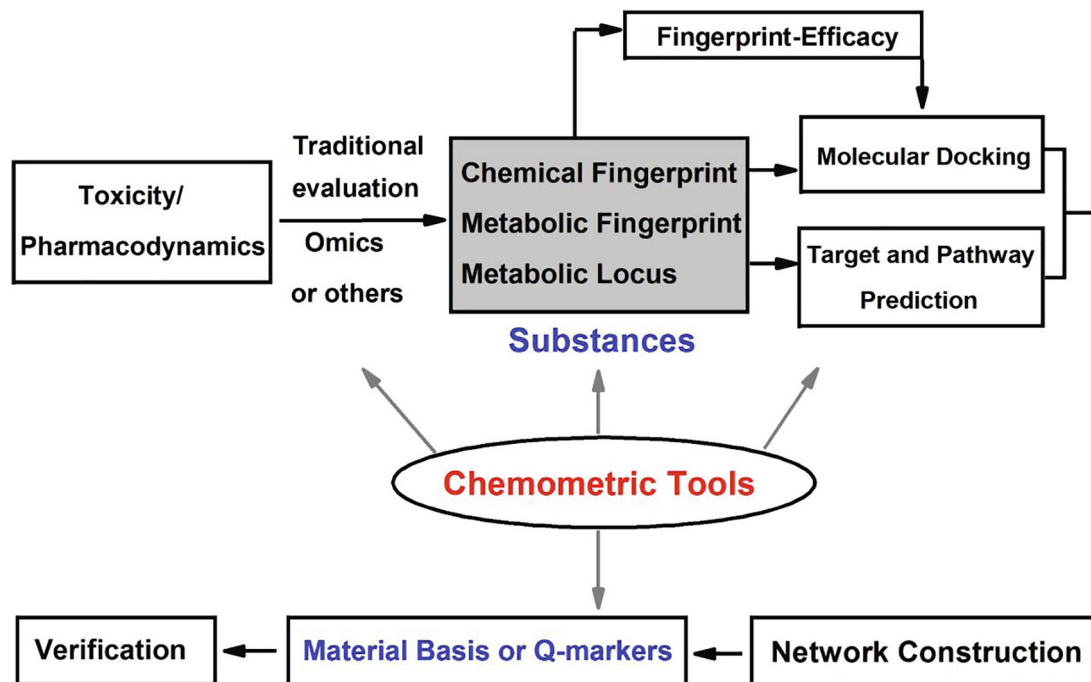 Fingerprint-Efficacy
Traditional
evaluation
Omics
or others
Toxicity/
Pharmacodynamics
Chemical Fingerprint
Metabolic Fingerprint
Metabolic Locus
Substances
Molecular Docking
Target and Pathway
Prediction
Chemometric Tools
Verification
Material Basis or Q-markers
Network Construction